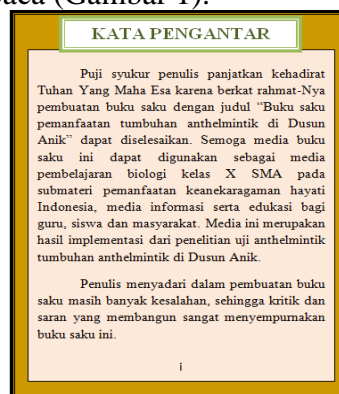 baca (Gambar 1).
KATA PENGANTAR
Puji syukur penulis panjatkan kehadirat
Tuhan Yang Maha Esa karena berkat rahmat-Nya
pembuatan buku saku dengan judul “Buku saku
pemanfaatan tumbuhan anthelmintik di Dusun
Anik” dapat diselesaikan. Semoga media buku
saku ini dapat digunakan sebagai media
pembelajaran biologi kelas X SMA pada
submateri pemanfaatan keanekaragaman hayati
Indonesia, media informasi serta edukasi bagi
guru, siswa dan masyarakat. Media ini merupakan
hasil implementasi dari penelitian uji anthelmintik
tumbuhan anthelmintik di Dusun Anik.
Penulis menyadari dalam pembuatan buku
saku masih banyak kesalahan, sehingga kritik dan
saran yang membangun sangat menyempurnakan
buku saku ini.
i